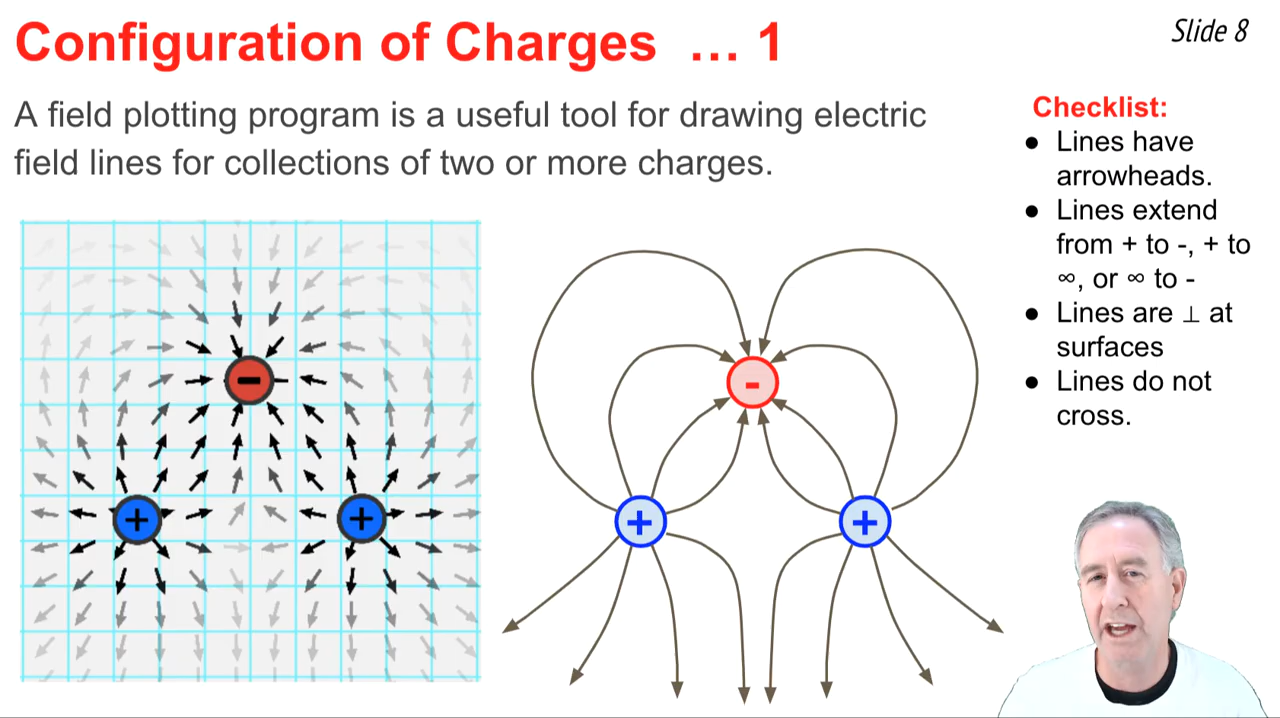 Configuration of Charges ... 1
Slide 8
A field plotting program is a useful tool for drawing electric
field lines for collections of two or more charges.
Checklist:
● Lines have
arrowheads.
● Lines extend
from + to -, + to
∞, or ∞ to -
● Lines are ⊥ at
surfaces
● Lines do not
cross.
-
+
+
-
+
+